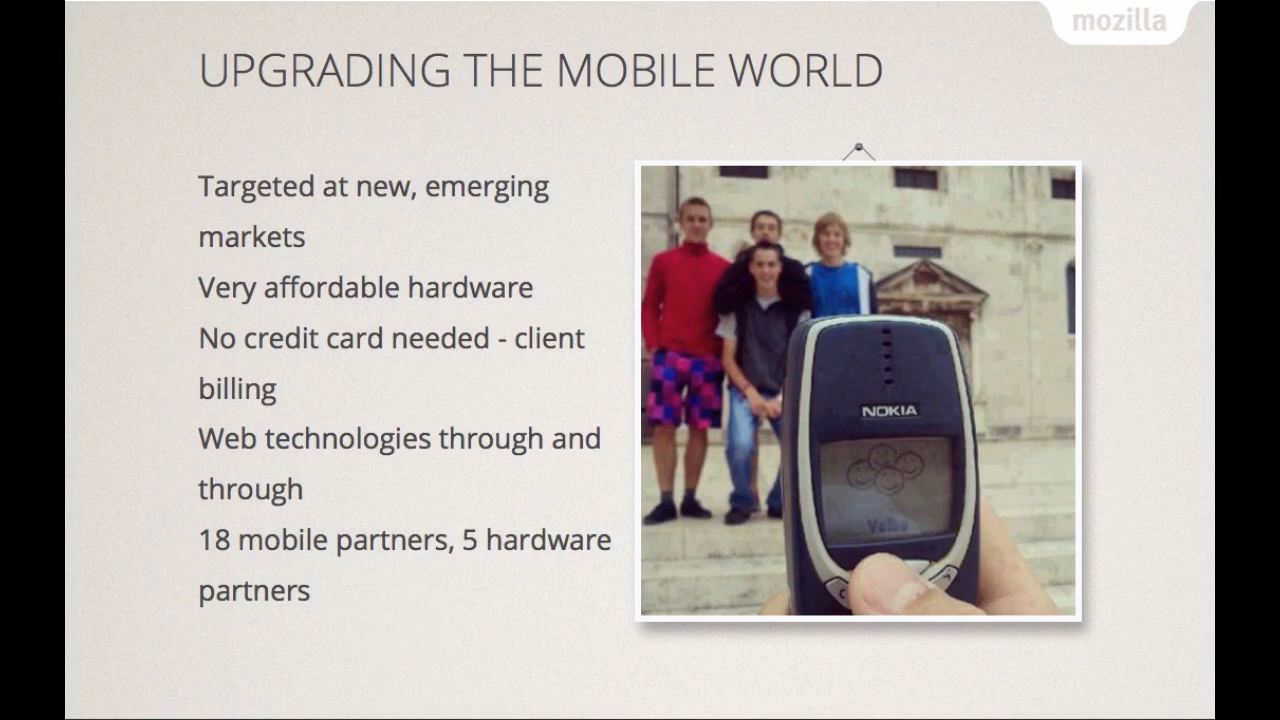 mozilla
UPGRADING THE MOBILE WORLD
Targeted at new, emerging
markets
Very affordable hardware
No credit card needed - client
billing
Web technologies through and
through
18 mobile partners, 5 hardware
partners
NOKIA
C